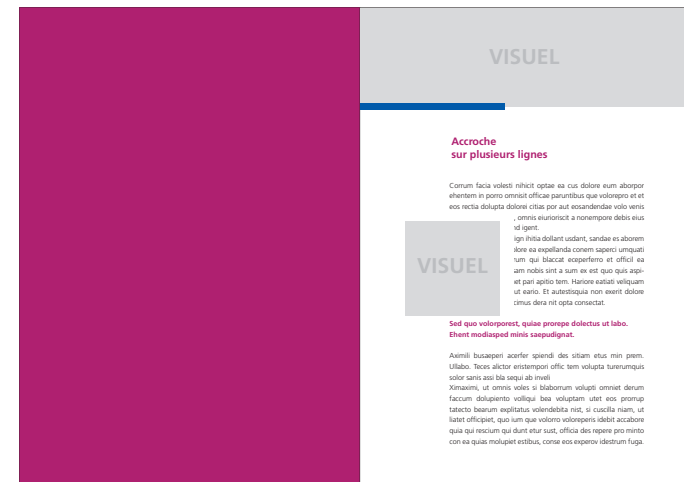 VISUEL
Accroche
sur plusieurs lignes
Corrum facia volesti nihicit optae ea cus dolore eum aborpor
ehentem in porro omnisit officae paruntibus que volorepro et et
eos rectia dolupta dolorei citias por aut eosandendae volo venis
, omnis eiurioriscit a nonempore debis eius
nd igent.
ign ihitia dollant usdant, sandae es aborem
lore ea expellanda conem saperci umquati
rum qui blaccat eceperferro et officil ea
am nobis sint a sum ex est quo quis aspi-
et pari apitio tem. Hariore eatiati veliquam
ut eario. Et autestisquia non exerit dolore
cimus dera nit opta consectat.
VISUEL
Sed quo volorporest, quiae prorepe dolectus ut labo.
Ehent modiasped minis saepudignat.
Aximili busaeperi acerfer spiendi des sitiam etus min prem.
Ullabo. Teces alictor eristempori offic tem volupta turerumquis
solor sanis assi bla sequi ab inveli
Ximaximi, ut omnis voles si blaborrum volupti omniet derum
faccum dolupiento volliqui bea voluptam utet eos prorrup
tatecto bearum explitatus volendebita nist, si cuscilla niam, ut
liatet officipiet, quo ium que volorro voloreperis idebit accabore
quia qui rescium qui dunt etur sust, officia des repere pro minto
con ea quias molupiet estibus, conse eos experov idestrum fuga.